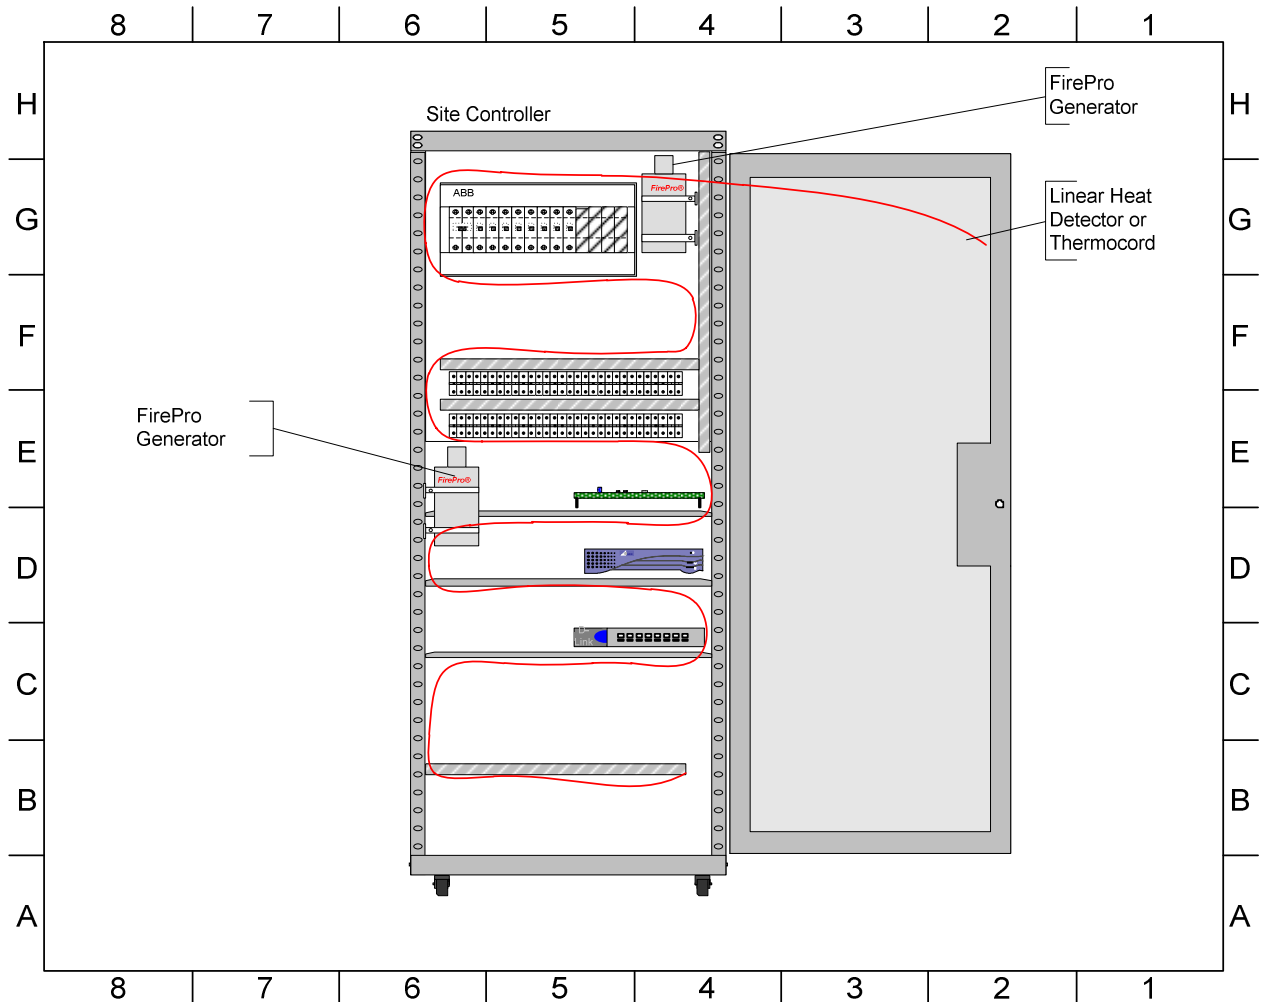 8 7 6 5 4 3 2 1
H
H
FirePro
Generator
Site Controller
ABB
FirePro®
Linear Heat
Detector or
Thermocord
G
G
F
F
FirePro
Generator
E
E
FirePro®
D
D
D-
Link
C
C
B
B
A
A
8 7 6 5 4 3 2 1